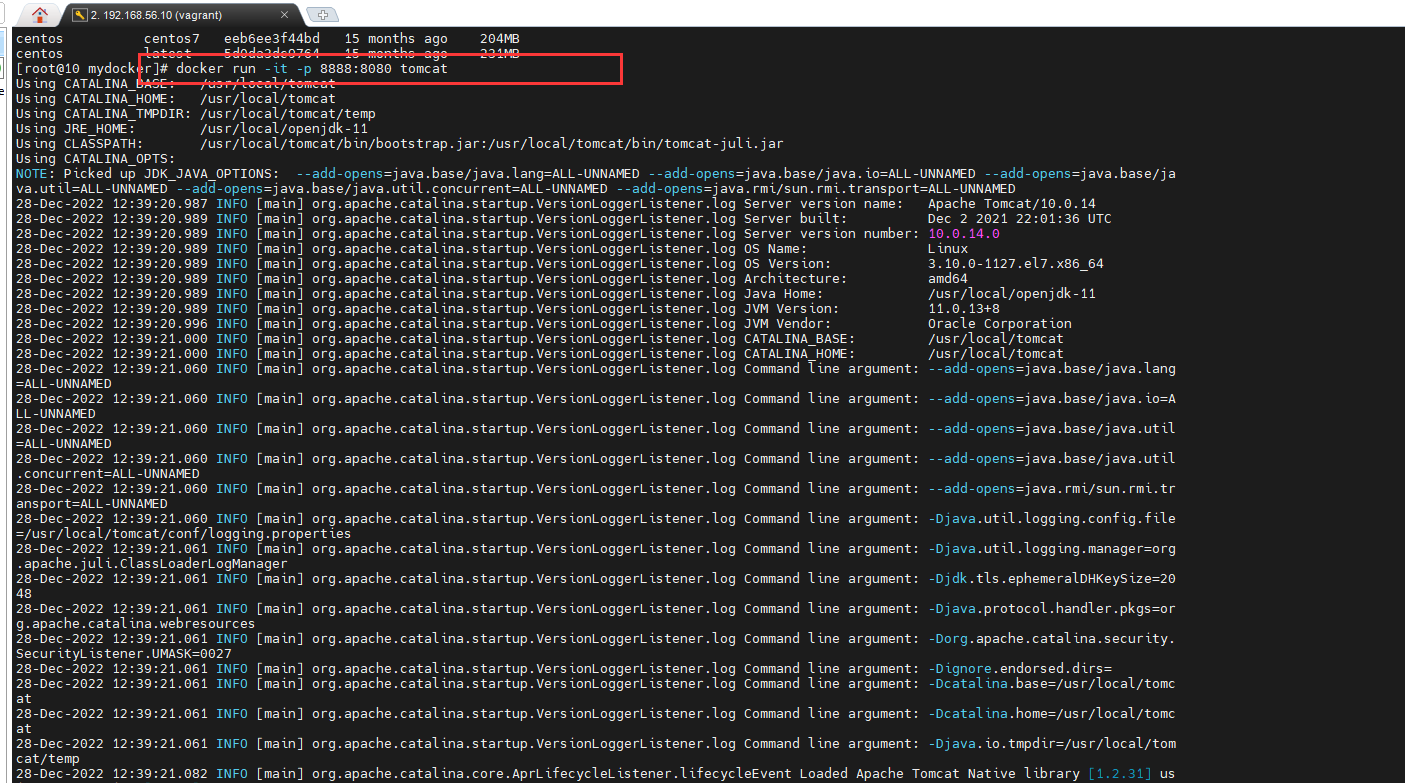 2. 192.168.56.10 (vagrant)
centos centos7 eeb6ee3f44bd 15 months ago 204MB
centos latest 5d0da3dc9764 15 months ago 231MB
[root@10 mydocker]# docker run -it -p 8888:8080 tomcat
Using CATALINA_BASE: /usr/local/tomcat
Using CATALINA_HOME: /usr/local/tomcat
Using CATALINA_TMPDIR: /usr/local/tomcat/temp
Using JRE_HOME: /usr/local/openjdk-11
Using CLASSPATH: /usr/local/tomcat/bin/bootstrap.jar:/usr/local/tomcat/bin/tomcat-juli.jar
Using CATALINA_OPTS:
NOTE: Picked up JDK_JAVA_OPTIONS: --add-opens=java.base/java.lang=ALL-UNNAMED --add-opens=java.base/java.io=ALL-UNNAMED --add-opens=java.base/ja
va.util=ALL-UNNAMED --add-opens=java.base/java.util.concurrent=ALL-UNNAMED --add-opens=java.rmi/sun.rmi.transport=ALL-UNNAMED
28-Dec-2022 12:39:20.987 INFO [main] org.apache.catalina.startup.VersionLoggerListener.log Server version name: Apache Tomcat/10.0.14
28-Dec-2022 12:39:20.989 INFO [main] org.apache.catalina.startup.VersionLoggerListener.log Server built: Dec 2 2021 22:01:36 UTC
28-Dec-2022 12:39:20.989 INFO [main] org.apache.catalina.startup.VersionLoggerListener.log Server version number: 10.0.14.0
28-Dec-2022 12:39:20.989 INFO [main] org.apache.catalina.startup.VersionLoggerListener.log OS Name: Linux
28-Dec-2022 12:39:20.989 INFO [main] org.apache.catalina.startup.VersionLoggerListener.log OS Version: 3.10.0-1127.el7.x86_64
28-Dec-2022 12:39:20.989 INFO [main] org.apache.catalina.startup.VersionLoggerListener.log Architecture: amd64
28-Dec-2022 12:39:20.989 INFO [main] org.apache.catalina.startup.VersionLoggerListener.log Java Home: /usr/local/openjdk-11
28-Dec-2022 12:39:20.989 INFO [main] org.apache.catalina.startup.VersionLoggerListener.log JVM Version: 11.0.13+8
28-Dec-2022 12:39:20.996 INFO [main] org.apache.catalina.startup.VersionLoggerListener.log JVM Vendor: Oracle Corporation
28-Dec-2022 12:39:21.000 INFO [main] org.apache.catalina.startup.VersionLoggerListener.log CATALINA_BASE: /usr/local/tomcat
28-Dec-2022 12:39:21.000 INFO [main] org.apache.catalina.startup.VersionLoggerListener.log CATALINA_HOME: /usr/local/tomcat
28-Dec-2022 12:39:21.060 INFO [main] org.apache.catalina.startup.VersionLoggerListener.log Command line argument: --add-opens=java.base/java.lang
=ALL-UNNAMED
28-Dec-2022 12:39:21.060 INFO [main] org.apache.catalina.startup.VersionLoggerListener.log Command line argument: --add-opens=java.base/java.io=A
LL-UNNAMED
28-Dec-2022 12:39:21.060 INFO [main] org.apache.catalina.startup.VersionLoggerListener.log Command line argument: --add-opens=java.base/java.util
=ALL-UNNAMED
28-Dec-2022 12:39:21.060 INFO [main] org.apache.catalina.startup.VersionLoggerListener.log Command line argument: --add-opens=java.base/java.util
.concurrent=ALL-UNNAMED
28-Dec-2022 12:39:21.060 INFO [main] org.apache.catalina.startup.VersionLoggerListener.log Command line argument: --add-opens=java.rmi/sun.rmi.tr
ansport=ALL-UNNAMED
28-Dec-2022 12:39:21.060 INFO [main] org.apache.catalina.startup.VersionLoggerListener.log Command line argument: -Djava.util.logging.config.file
=/usr/local/tomcat/conf/logging.properties
28-Dec-2022 12:39:21.061 INFO [main] org.apache.catalina.startup.VersionLoggerListener.log Command line argument: -Djava.util.logging.manager=org
.apache.juli.ClassLoaderLogManager
28-Dec-2022 12:39:21.061 INFO [main] org.apache.catalina.startup.VersionLoggerListener.log Command line argument: -Djdk.tls.ephemeralDHKeySize=20
48
28-Dec-2022 12:39:21.061 INFO [main] org.apache.catalina.startup.VersionLoggerListener.log Command line argument: -Djava.protocol.handler.pkgs=or
g.apache.catalina.webresources
28-Dec-2022 12:39:21.061 INFO [main] org.apache.catalina.startup.VersionLoggerListener.log Command line argument: -Dorg.apache.catalina.security.
SecurityListener.UMASK=0027
28-Dec-2022 12:39:21.061 INFO [main] org.apache.catalina.startup.VersionLoggerListener.log Command line argument: -Dignore.endorsed.dirs=
28-Dec-2022 12:39:21.061 INFO [main] org.apache.catalina.startup.VersionLoggerListener.log Command line argument: -Dcatalina.base=/usr/local/tomc
at
28-Dec-2022 12:39:21.061 INFO [main] org.apache.catalina.startup.VersionLoggerListener.log Command line argument: -Dcatalina.home=/usr/local/tomc
at
28-Dec-2022 12:39:21.061 INFO [main] org.apache.catalina.startup.VersionLoggerListener.log Command line argument: -Djava.io.tmpdir=/usr/local/tom
cat/temp
28-Dec-2022 12:39:21.082 INFO [main] org.apache.catalina.core.AprLifecycleListener.lifecycleEvent Loaded Apache Tomcat Native library [1.2.31] us